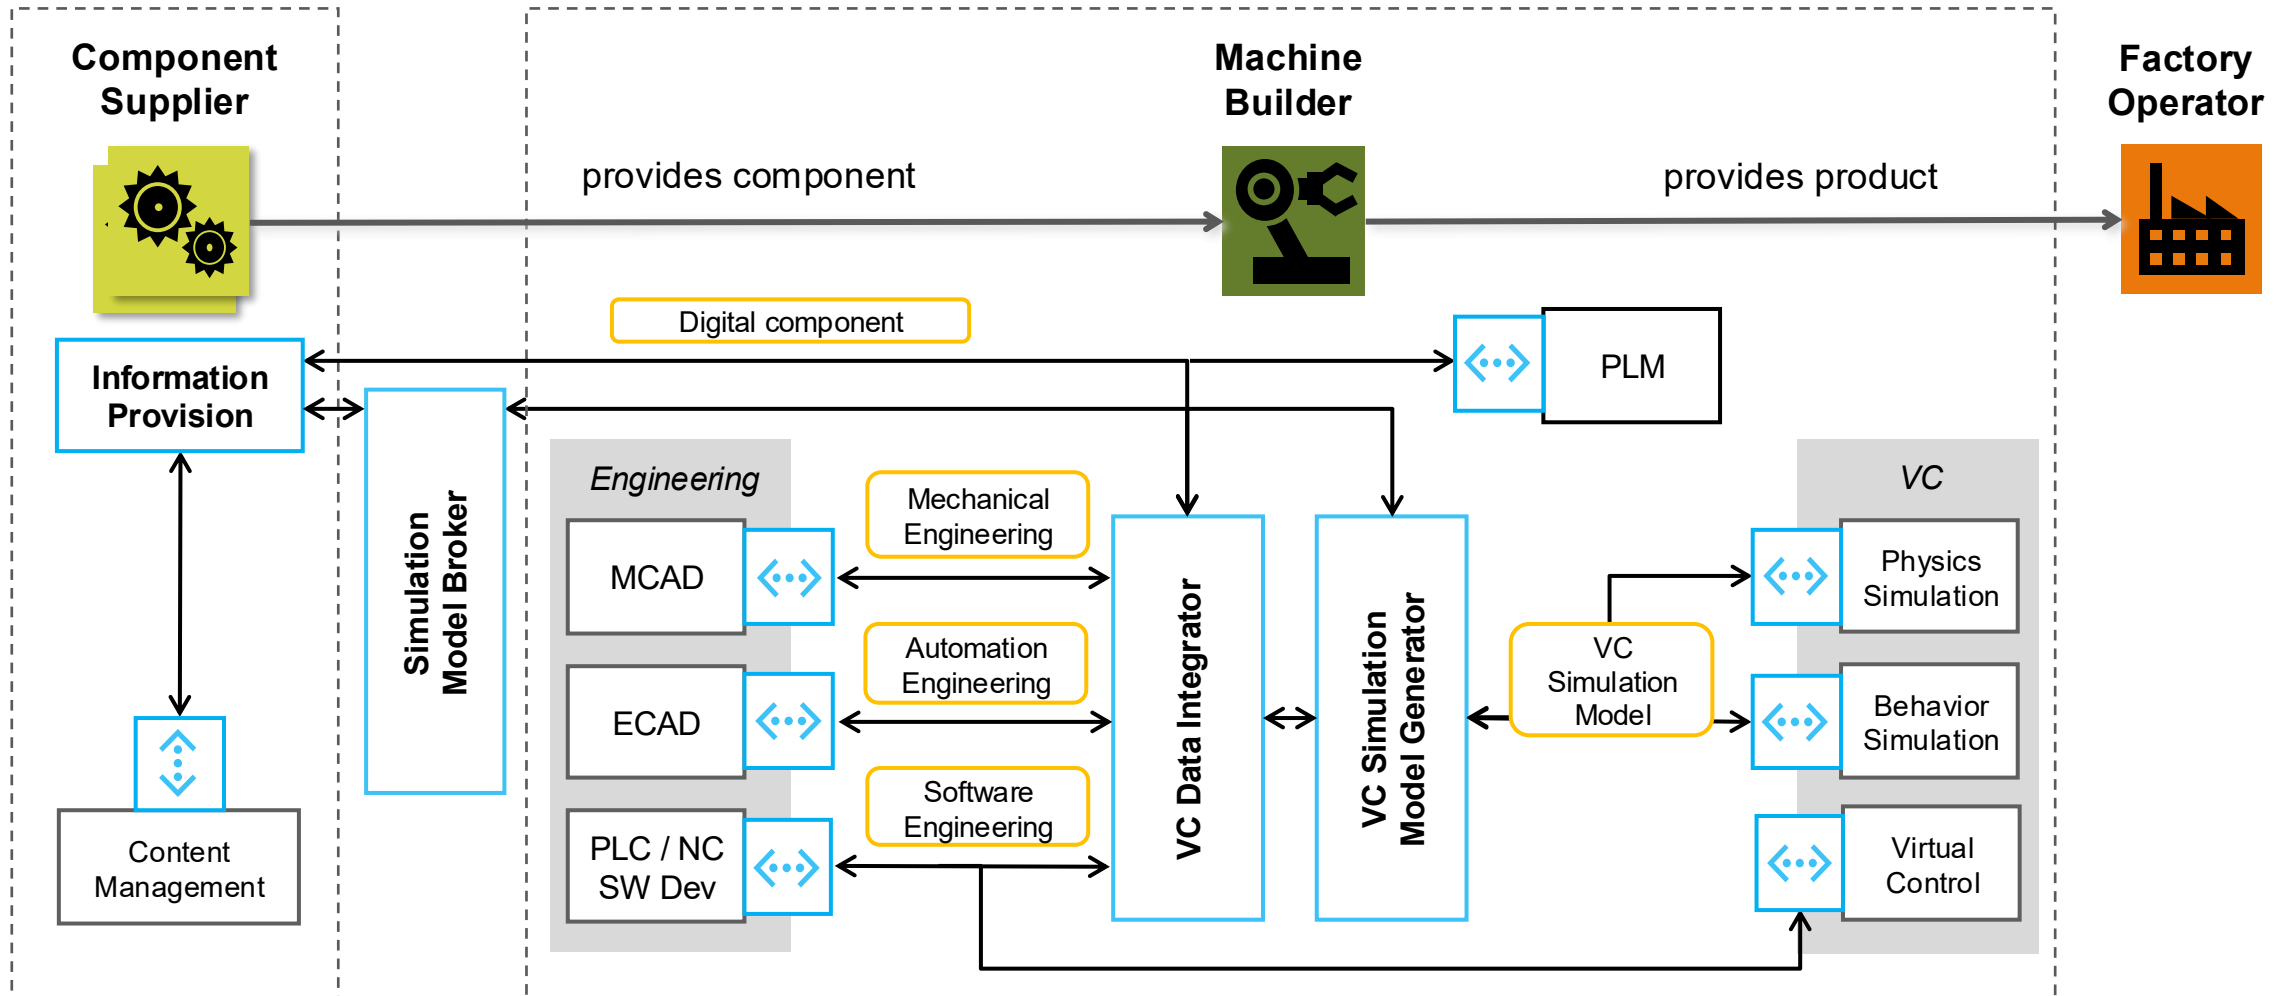 Component
Supplier
Machine
Builder
Factory
Operator
provides component
provides product
Digital component
Information
Provision
PLM
Simulation
Model Broker
Engineering
Mechanical
Engineering
VC
MCAD
Physics
Simulation
Automation
Engineering
VC Data Integrator
VC Simulation
Model Generator
VC
Simulation
Model
ECAD
Behavior
Simulation
Software
Engineering
PLC / NC
SW Dev
Virtual
Control
Content
Management